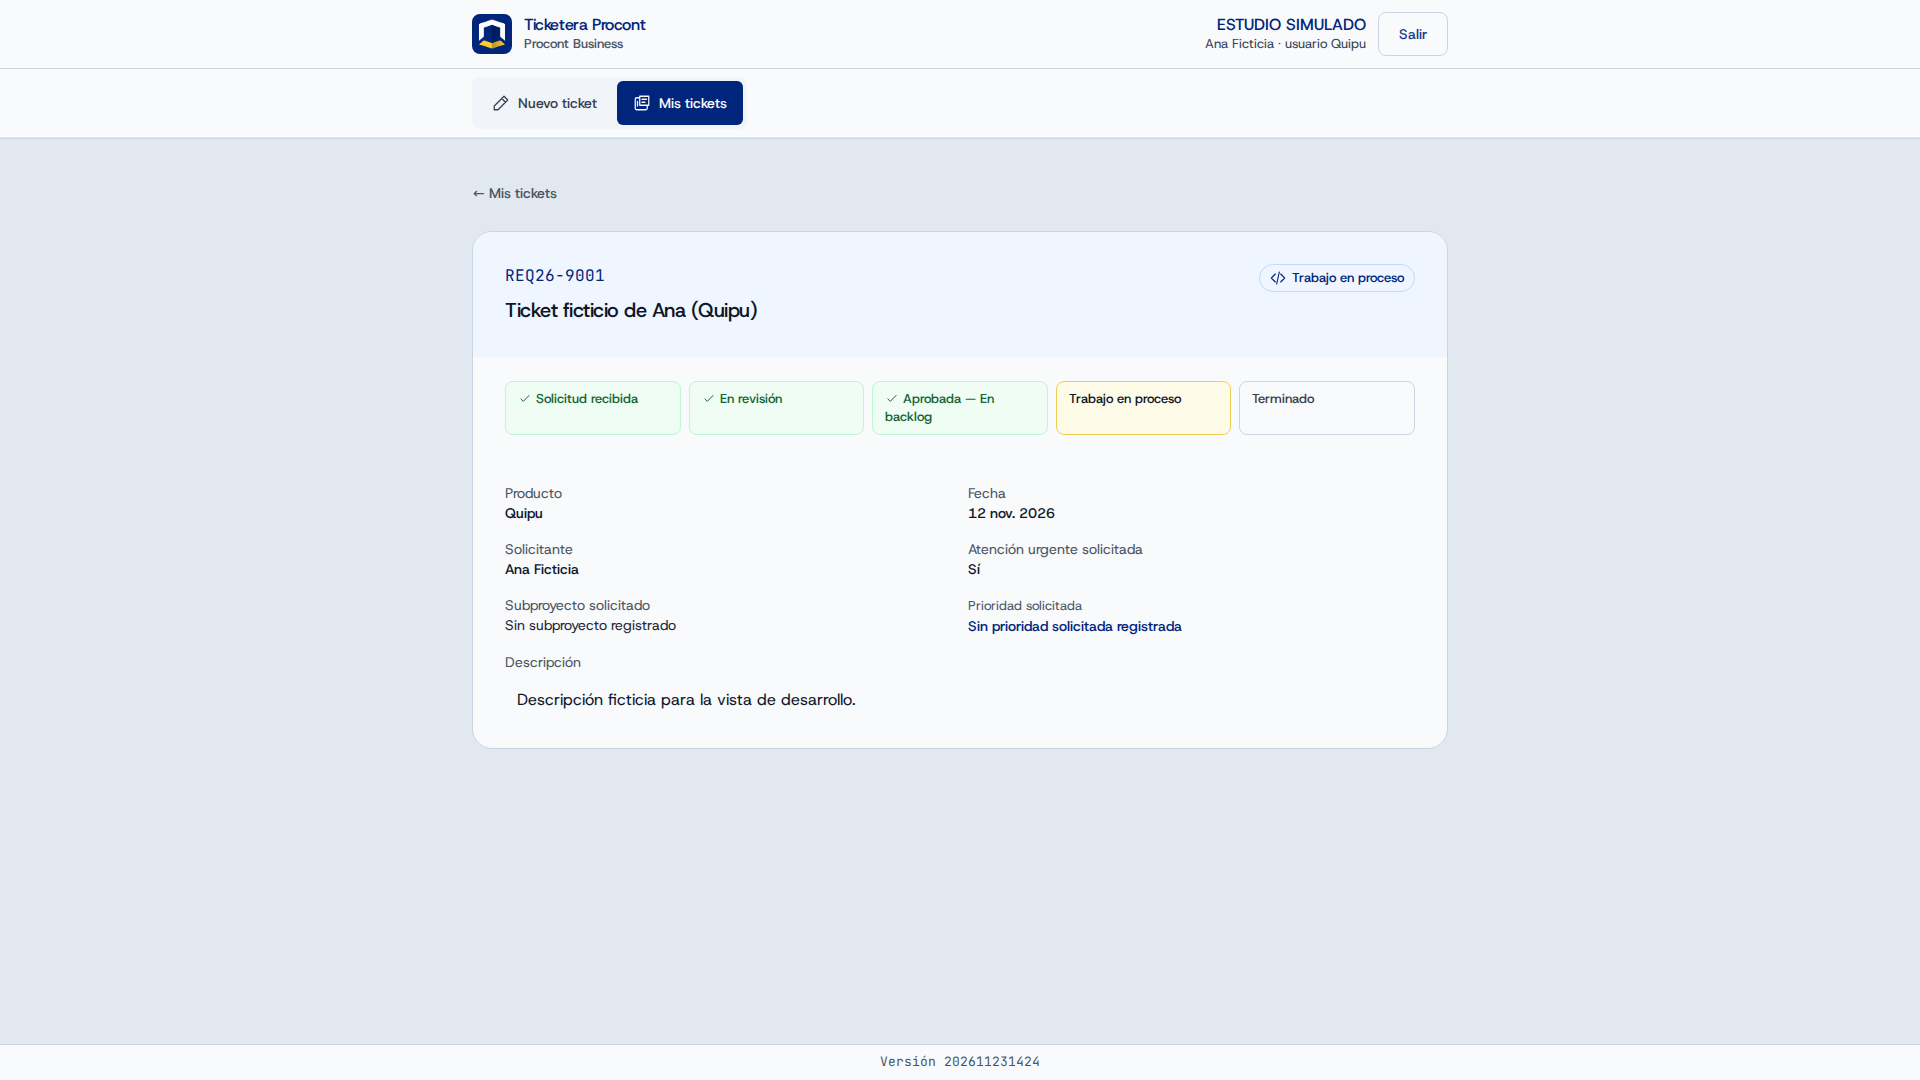 Ticketera Procont
Procont Business
ESTUDIO SIMULADO
Ana Ficticia · usuario Quipu
Salir
Nuevo ticket
Mis tickets
← Mis tickets
REQ26-9001
Trabajo en proceso
Ticket ficticio de Ana (Quipu)
Solicitud recibida
En revisión
Aprobada — En
backlog
Trabajo en proceso
Terminado
Producto
Quipu
Fecha
12 nov. 2026
Solicitante
Ana Ficticia
Atención urgente solicitada
Sí
Subproyecto solicitado
Sin subproyecto registrado
Prioridad solicitada
Sin prioridad solicitada registrada
Descripción
Descripción ficticia para la vista de desarrollo.
Versión 202611231424